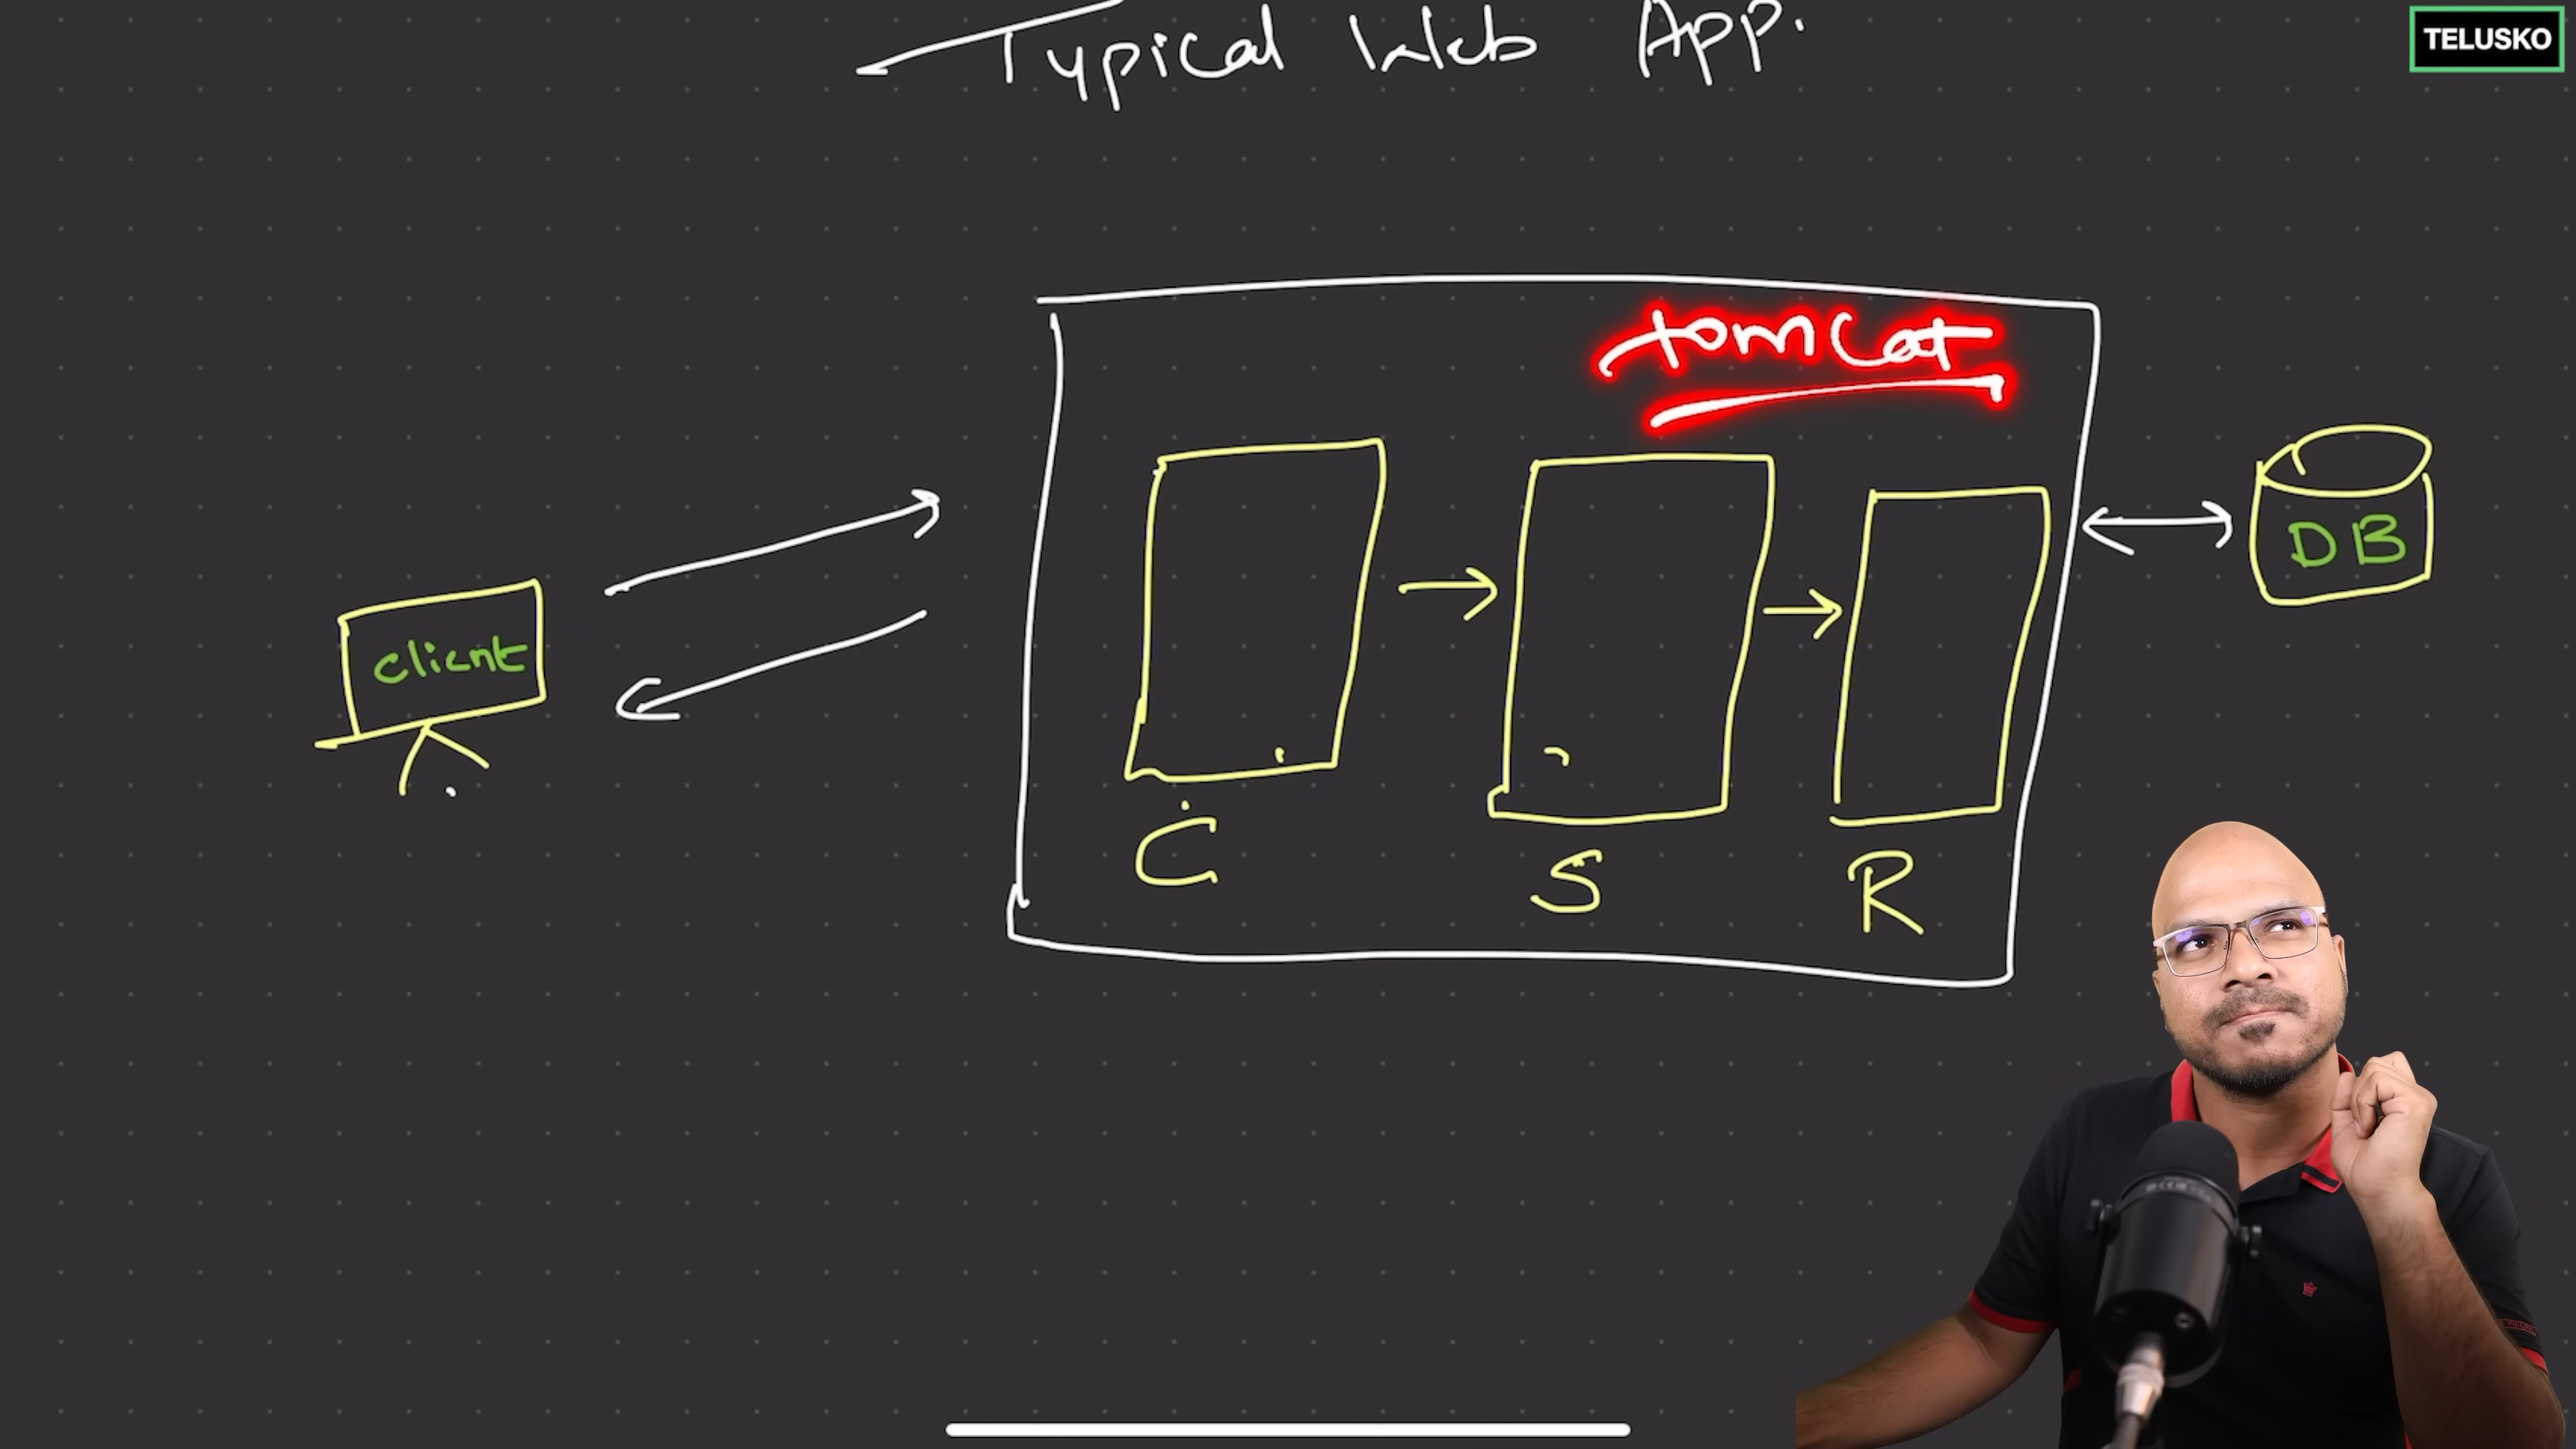 Typical Web App.
TELUSKO
tomcat
client
DB
C
S
R